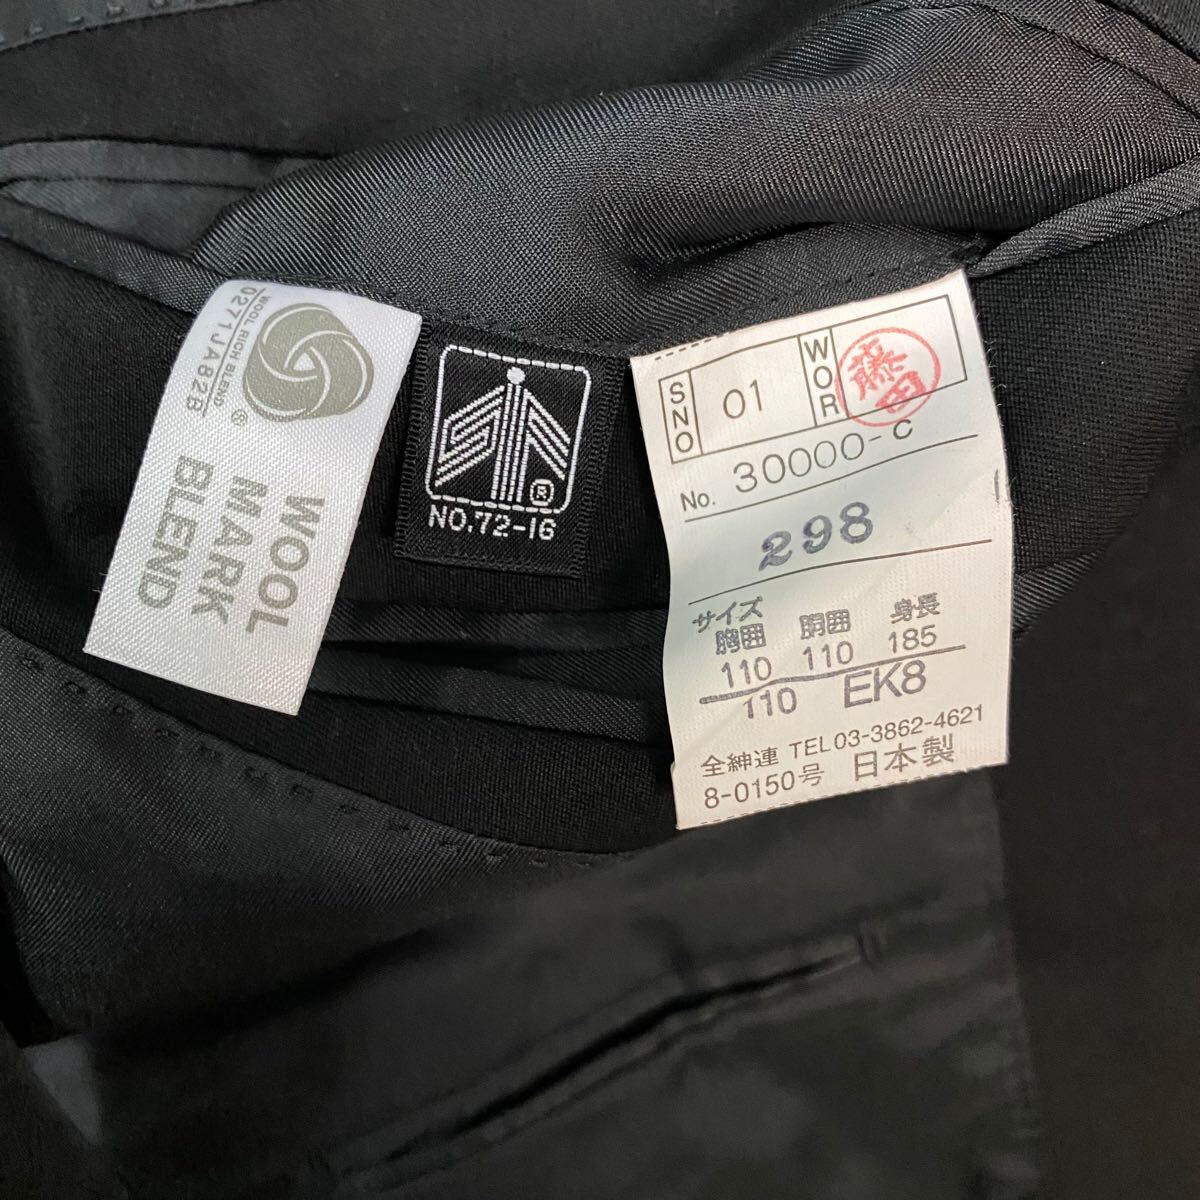 WOOL RICH BLEND
0271JA82B
WOOL
MARK
BLEND
®
NO.72-16
SNO 01 WOR 藤田
No. 30000-C
298
サイズ
胸囲 胴囲 身長
110 110 185
110 EK8
全紳連 TEL03-3862-4621
8-0150号 日本製